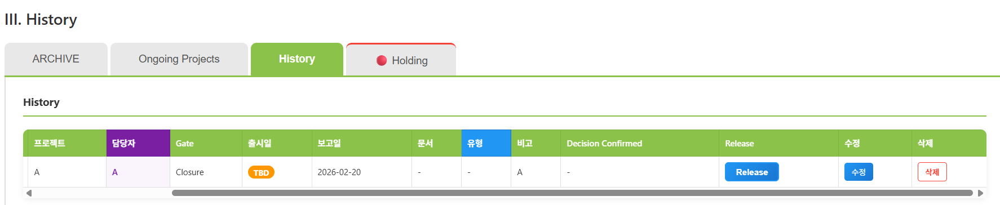 III. History
ARCHIVE Ongoing Projects History Holding
History
프로젝트 담당자 Gate 출시일 보고일 문서 유형 비고 Decision Confirmed Release 수정 삭제
A A Closure TBD 2026-02-20 - - A - Release 수정 삭제